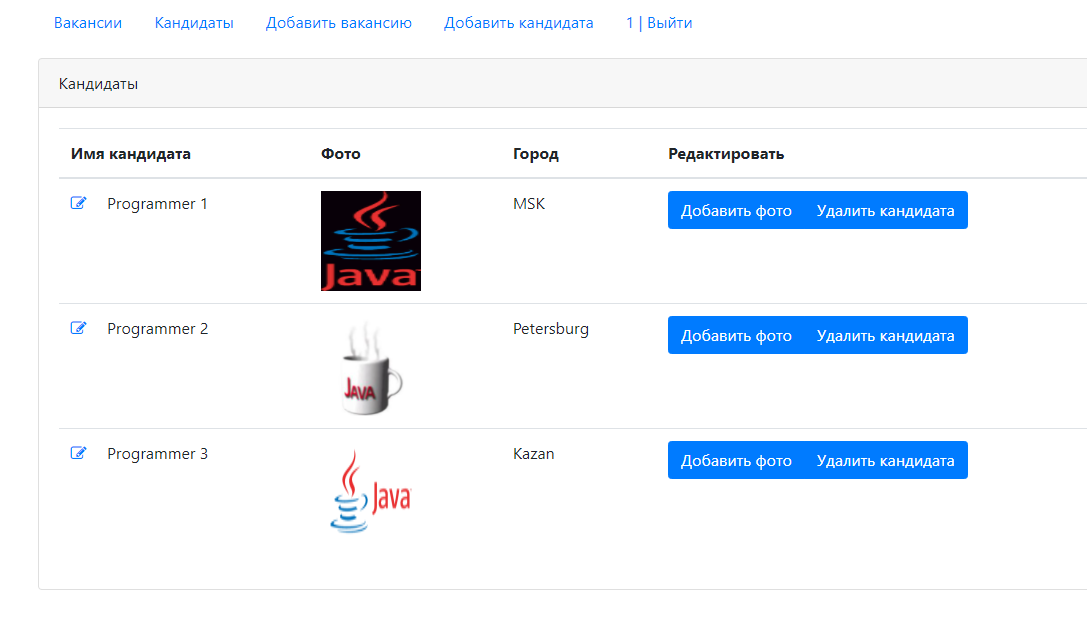 Вакансии Кандидаты Добавить вакансию Добавить кандидата 1 | Выйти
Кандидаты
Имя кандидата Фото Город Редактировать
Programmer 1 MSK Добавить фото Удалить кандидата
Java
Programmer 2 Petersburg Добавить фото Удалить кандидата
JAVA
Programmer 3 Kazan Добавить фото Удалить кандидата
Java